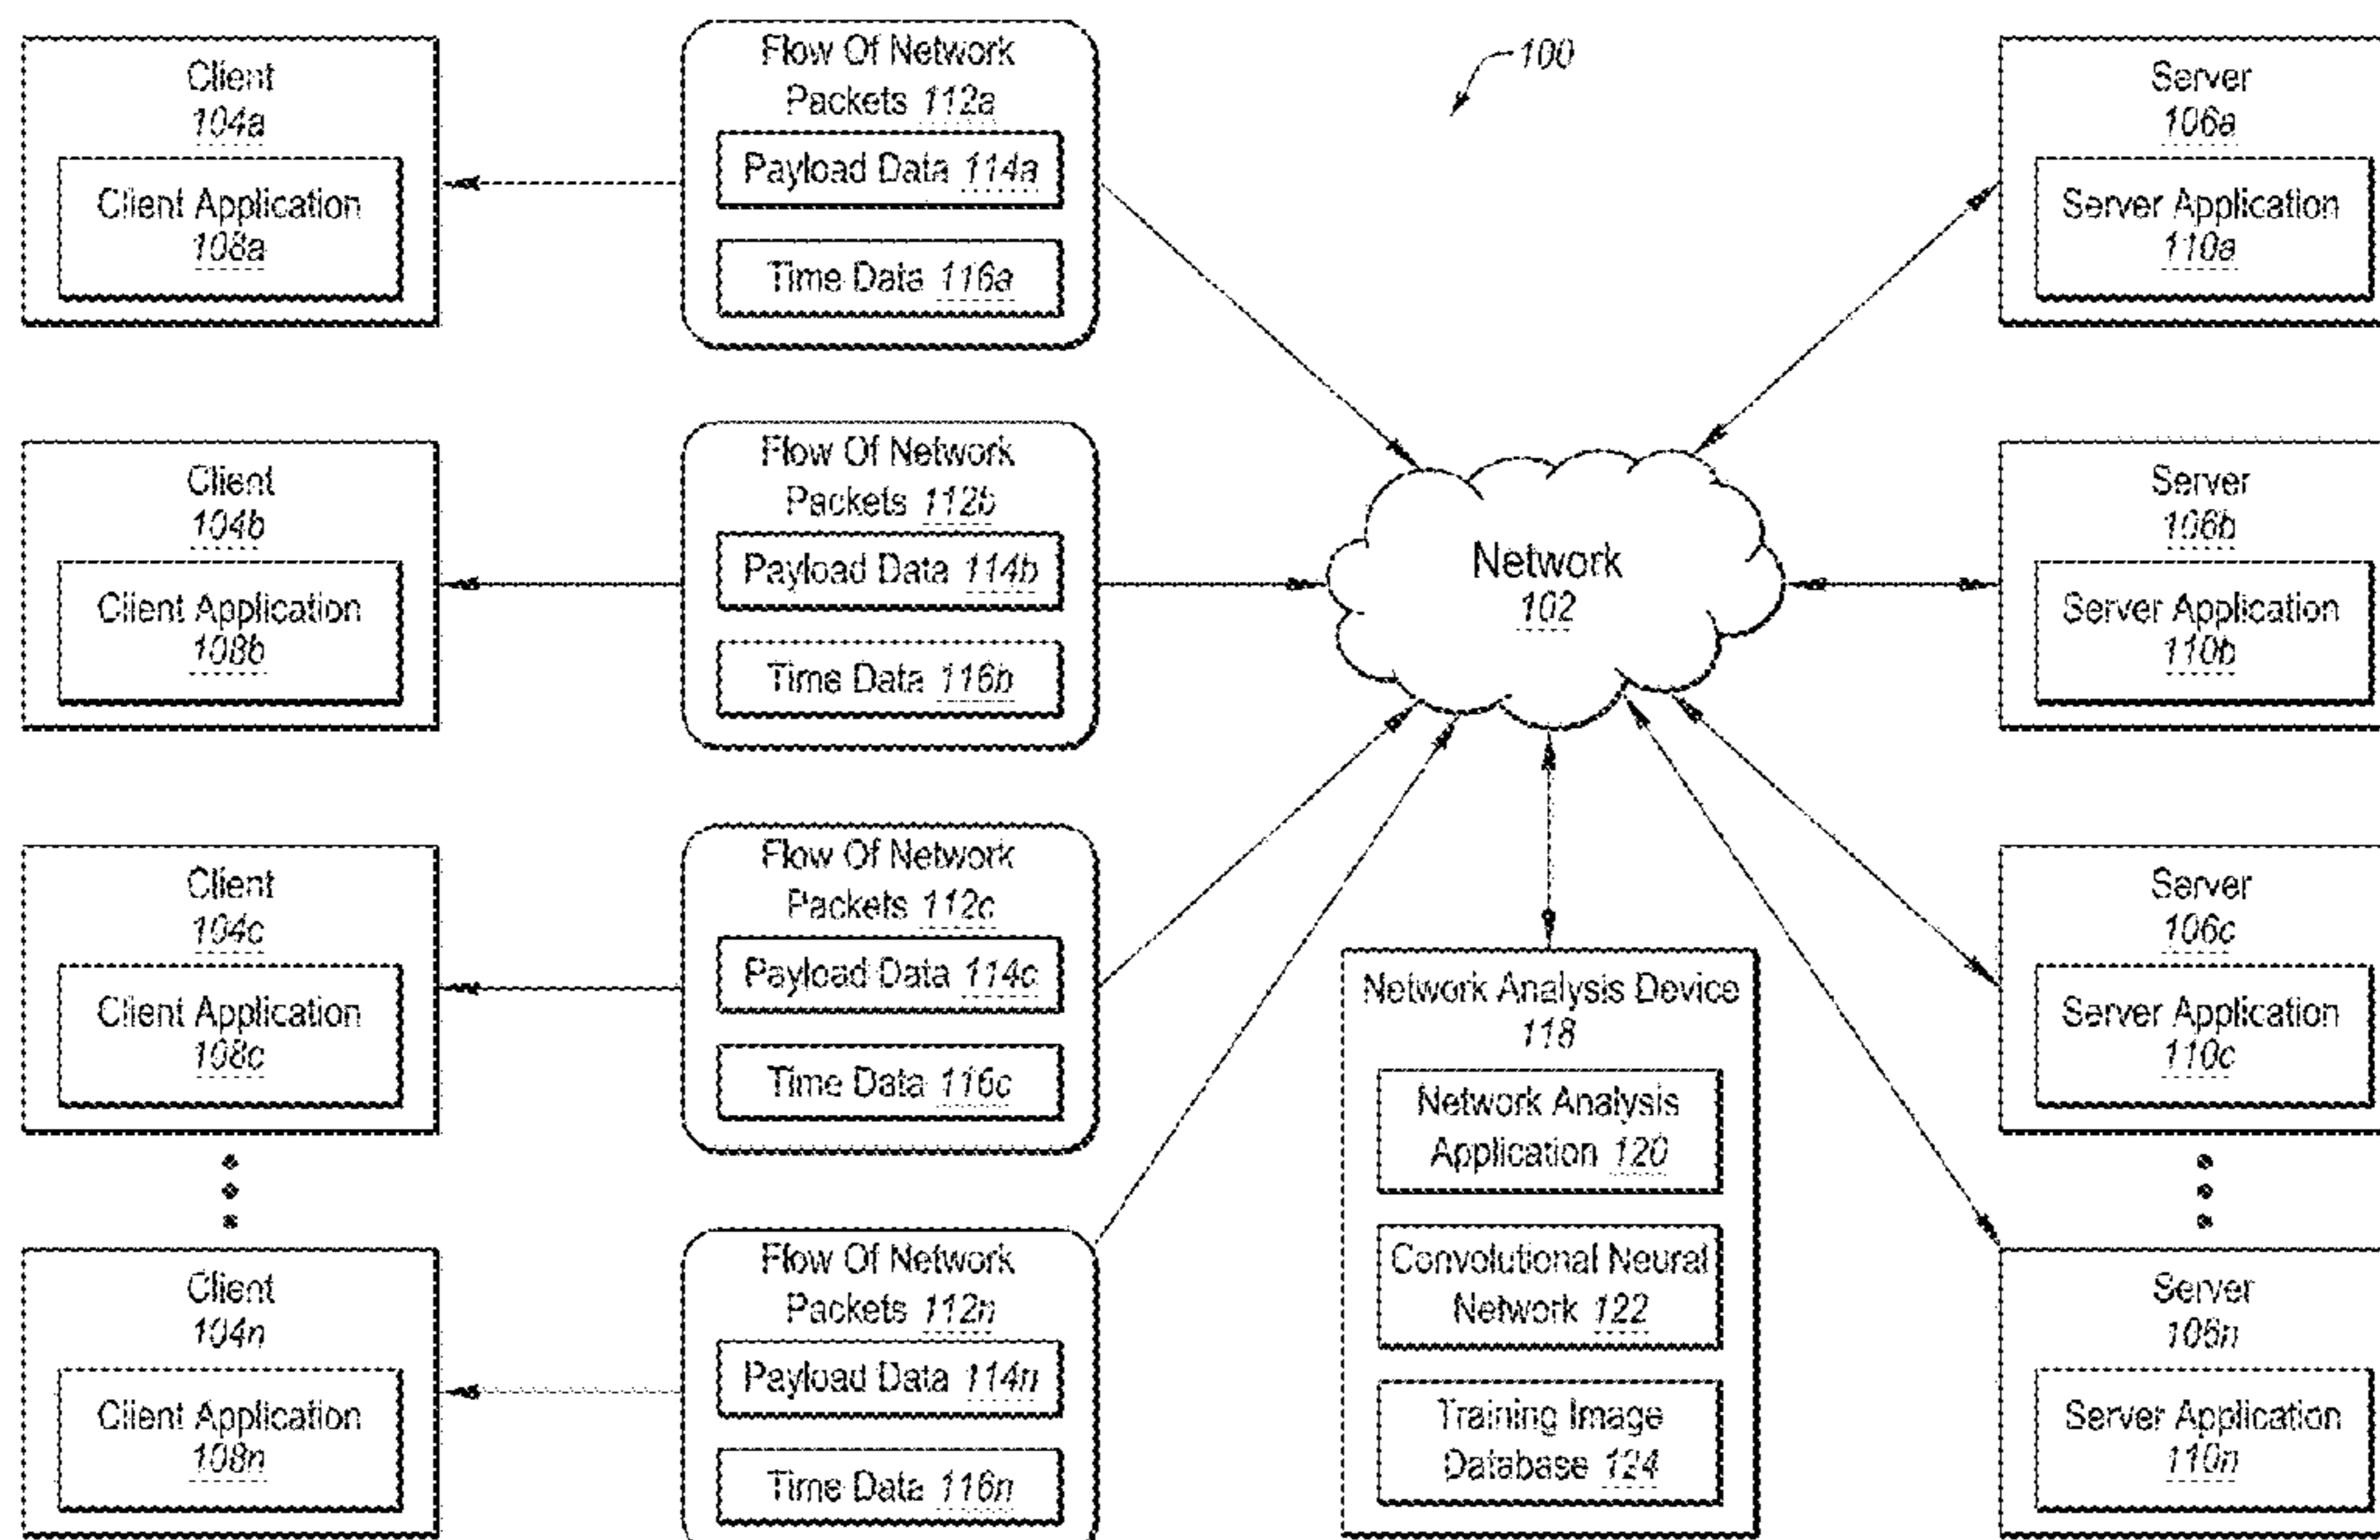 100
Client
104a
Client Application
108a
Flow Of Network
Packets 112a
Payload Data 114a
Time Data 116a
Server
106a
Server Application
110a
Client
104b
Client Application
108b
Flow Of Network
Packets 112b
Payload Data 114b
Time Data 116b
Network
102
Server
106b
Server Application
110b
Client
104c
Client Application
108c
Flow Of Network
Packets 112c
Payload Data 114c
Time Data 116c
Server
106c
Server Application
110c
Client
104n
Client Application
108n
Flow Of Network
Packets 112n
Payload Data 114n
Time Data 116n
Network Analysis Device
118
Network Analysis
Application 120
Convolutional Neural
Network 122
Training Image
Database 124
Server
106n
Server Application
110n